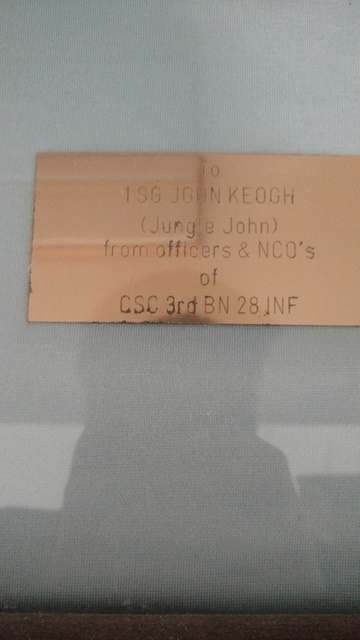 To
1SG JOHN KEOGH
(Jungle John)
from officers & NCO's
of
CSC 3rd BN 28 INF